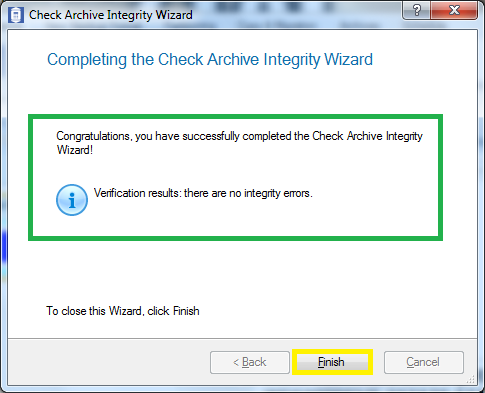 Check Archive Integrity Wizard
Completing the Check Archive Integrity Wizard
Congratulations, you have successfully completed the Check Archive Integrity
Wizard!
Verification results: there are no integrity errors.
To close this Wizard, click Finish
< Back Finish Cancel